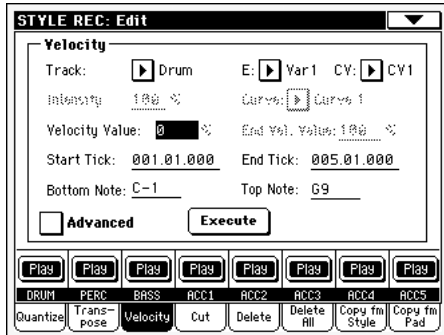 STYLE REC: Edit
Velocity
Track: Drum E: Var1 CV: CV1
Intensity 100 % Curve: Curve 1
Velocity Value: 0 % End Vel. Value: 100 %
Start Tick: 001.01.000 End Tick: 005.01.000
Bottom Note: C-1 Top Note: G9
Advanced Execute
Play Play Play Play Play Play Play Play
DRUM PERC BASS ACC1 ACC2 ACC3 ACC4 ACC5
Quantize Trans-pose Velocity Cut Delete Delete All Copy fm Style Copy fm Pad